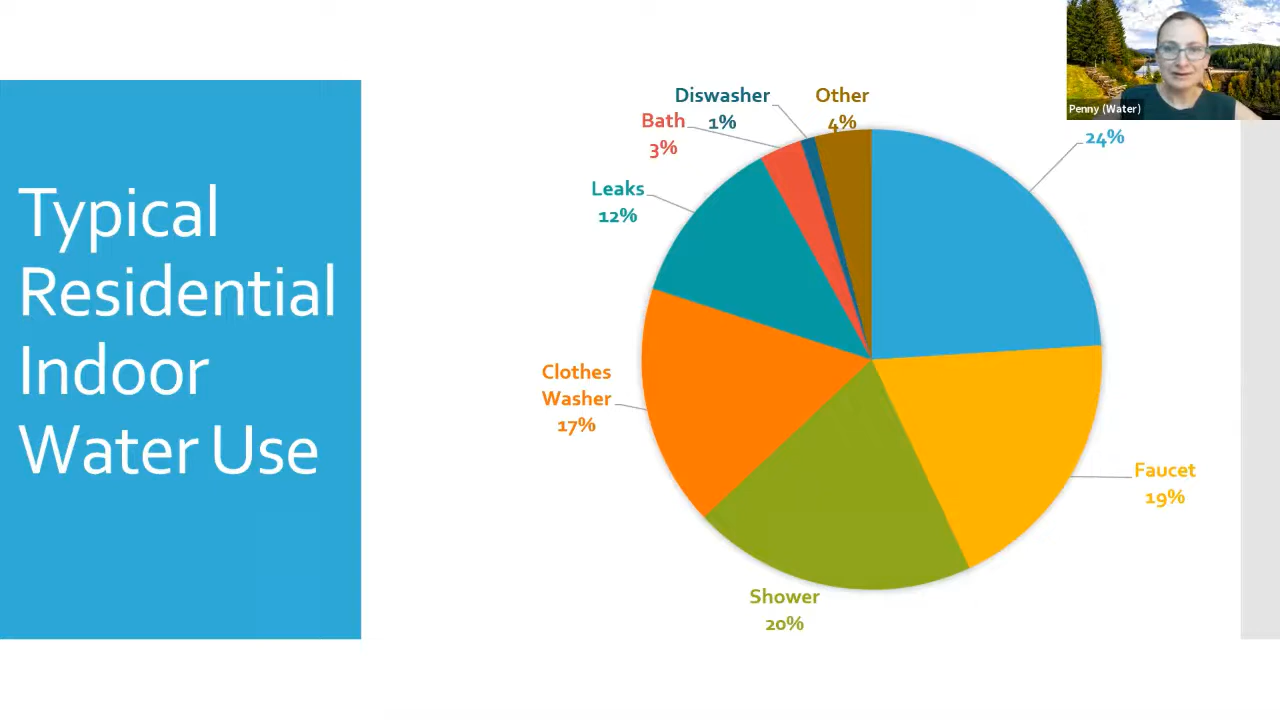 Typical
Residential
Indoor
Water Use
Diswasher
1%
Other
4%
Bath
3%
Leaks
12%
Clothes
Washer
17%
Shower
20%
Faucet
19%
24%
Penny (Water)